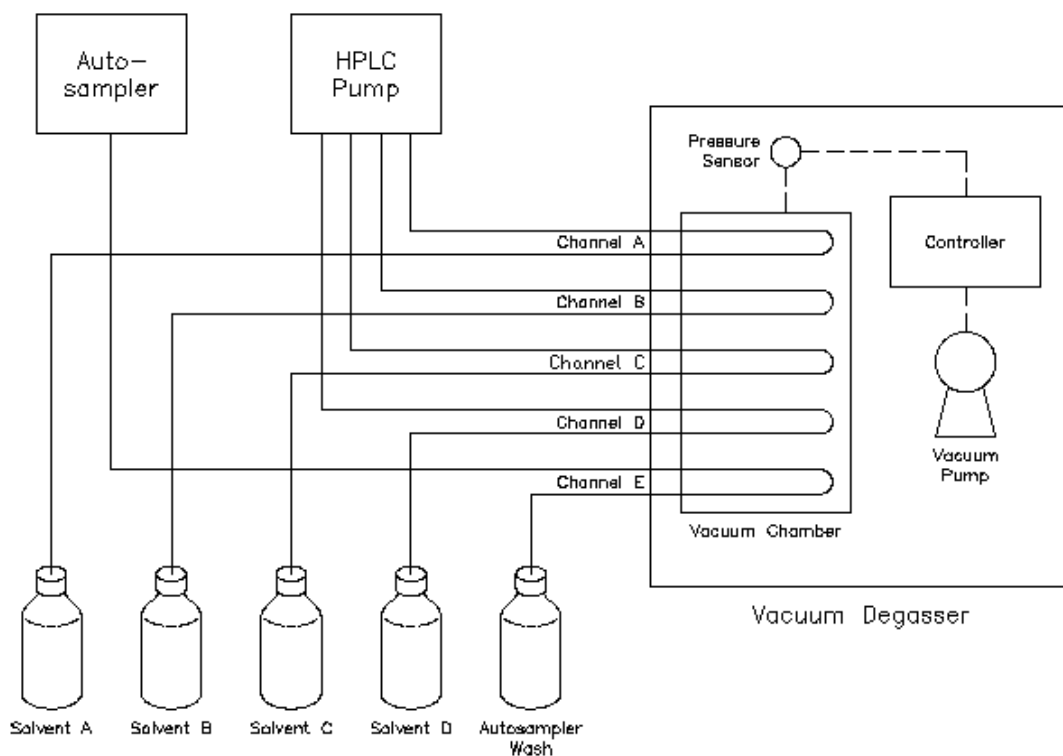 Auto-
sampler
HPLC
Pump
Pressure
Sensor
Channel A
Controller
Channel B
Channel C
Channel D
Vacuum
Pump
Channel E
Vacuum Chamber
Vacuum Degasser
Solvent A
Solvent B
Solvent C
Solvent D
Autosampler
Wash